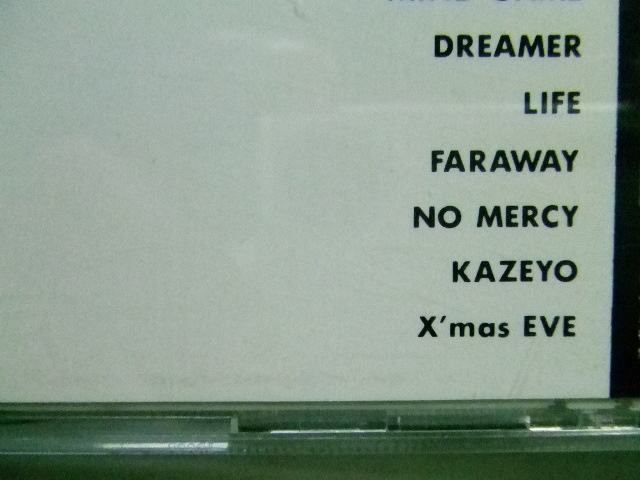 DREAMER
LIFE
FARAWAY
NO MERCY
KAZEYO
X'mas EVE